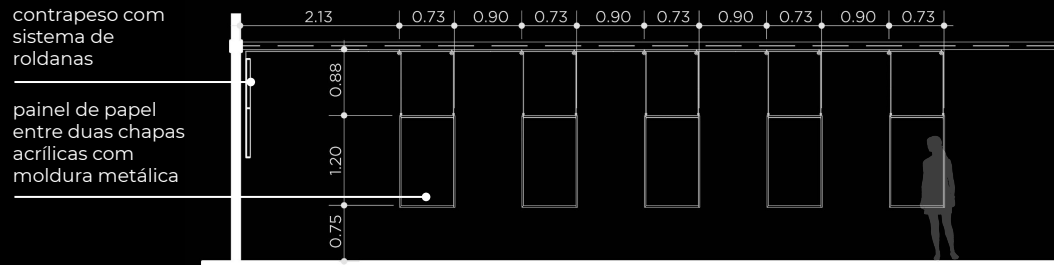 contrapeso com
sistema de
roldanas
painel de papel
entre duas chapas
acrílicas com
moldura metálica
2.13 0.73 0.90 0.73 0.90 0.73 0.90 0.73 0.90 0.73
0.88
1.20
0.75